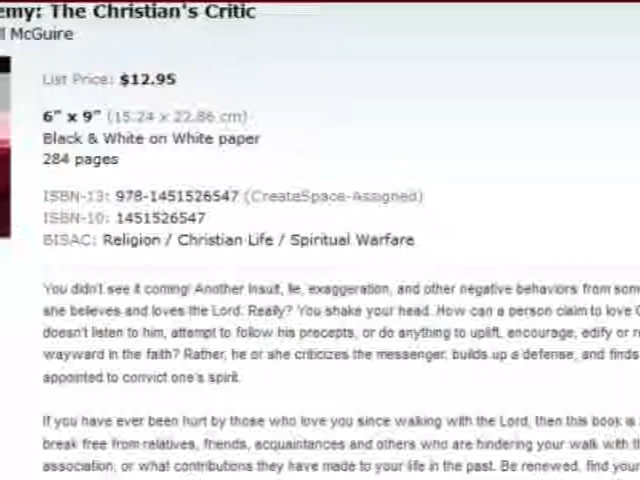 emy: The Christian's Critic
ll McGuire
List Price: $12.95
6" x 9" (15.24 x 22.86 cm)
Black & White on White paper
284 pages
ISBN-13: 978-1451526547 (CreateSpace-Assigned)
ISBN-10: 1451526547
BISAC: Religion / Christian Life / Spiritual Warfare
You didn't see it coming! Another insult, lie, exaggeration, and other negative behaviors from som
she believes and loves the Lord. Really? You shake your head. How can a person claim to love G
doesn't listen to him, attempt to follow his precepts, or do anything to uplift, encourage, edify or r
wayward in the faith? Rather, he or she criticizes the messenger, builds up a defense, and finds
appointed to convict one's spirit.
If you have ever been hurt by those who love you since walking with the Lord, then this book is
break free from relatives, friends, acquaintances and others who are hindering your walk with th
association, or what contributions they have made to your life in the past. Be renewed, find your